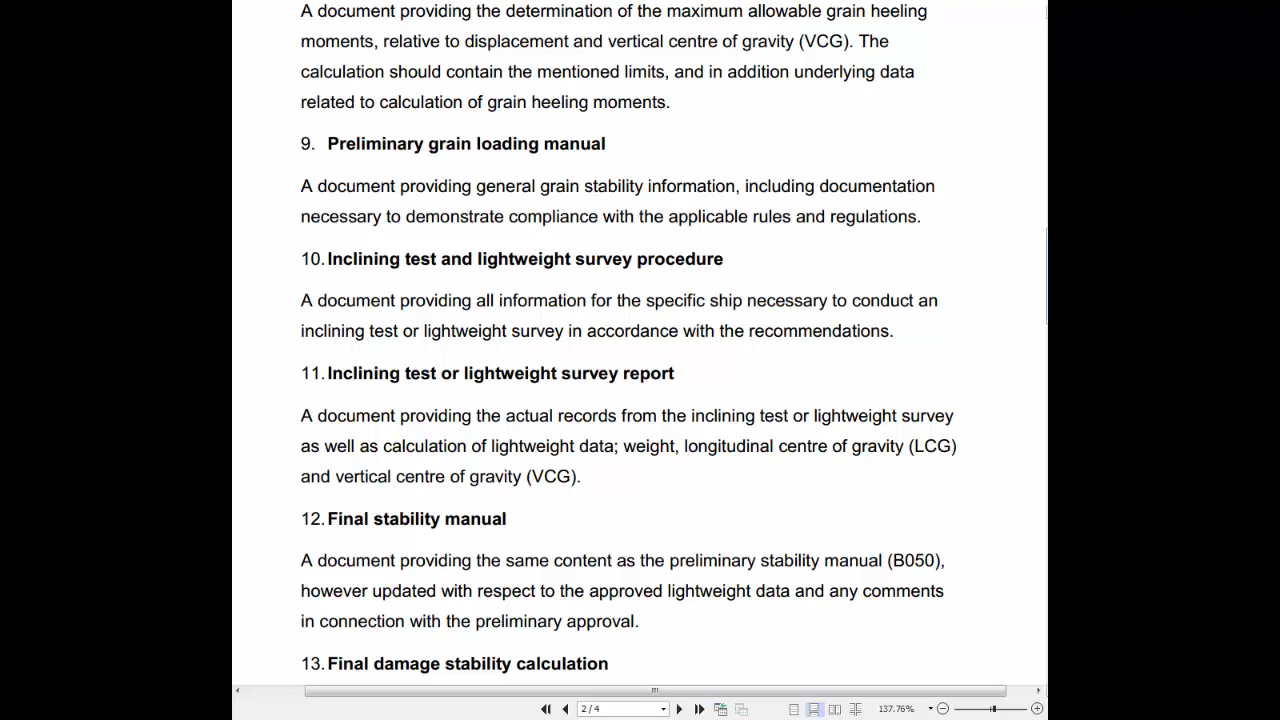 A document providing the determination of the maximum allowable grain heeling
moments, relative to displacement and vertical centre of gravity (VCG). The
calculation should contain the mentioned limits, and in addition underlying data
related to calculation of grain heeling moments.
9. Preliminary grain loading manual
A document providing general grain stability information, including documentation
necessary to demonstrate compliance with the applicable rules and regulations.
10. Inclining test and lightweight survey procedure
A document providing all information for the specific ship necessary to conduct an
inclining test or lightweight survey in accordance with the recommendations.
11. Inclining test or lightweight survey report
A document providing the actual records from the inclining test or lightweight survey
as well as calculation of lightweight data; weight, longitudinal centre of gravity (LCG)
and vertical centre of gravity (VCG).
12. Final stability manual
A document providing the same content as the preliminary stability manual (B050),
however updated with respect to the approved lightweight data and any comments
in connection with the preliminary approval.
13. Final damage stability calculation
2 / 4
137.76%